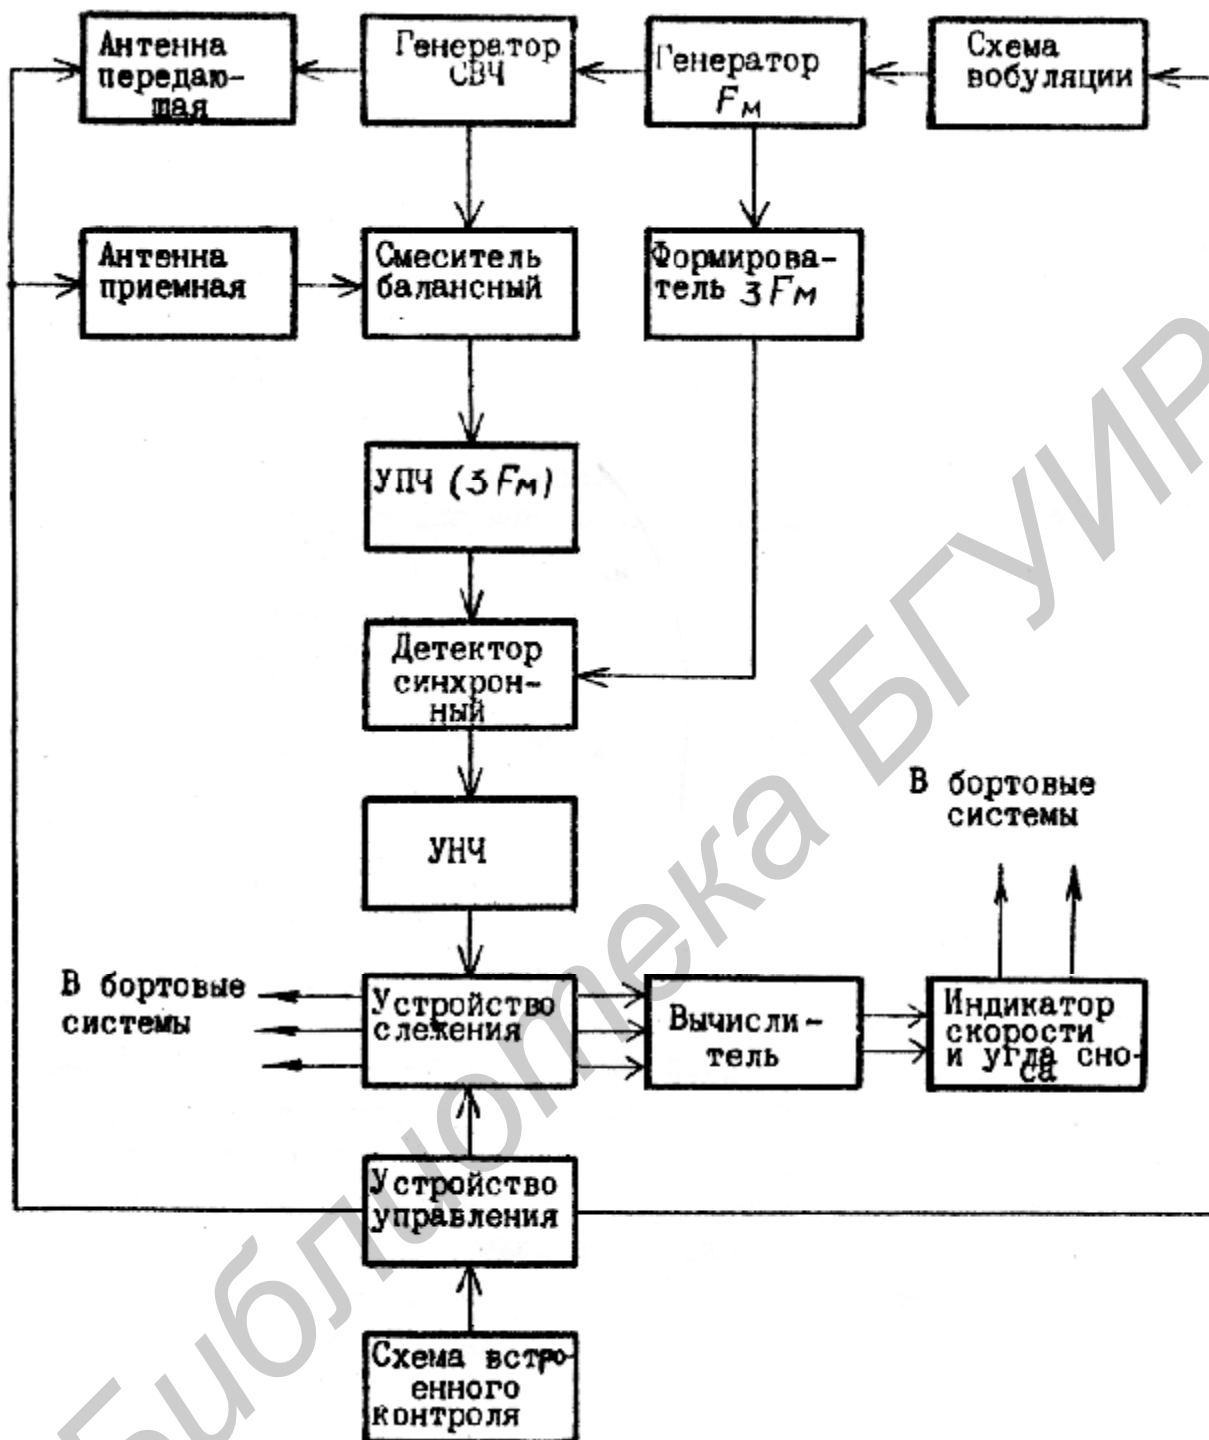 Антенна
передаю-
щая
Генератор
СВЧ
Генератор
Fм
Схема
вобуляции
Антенна
приемная
Смеситель
балансный
Формирова-
тель 3Fм
УПЧ (3Fм)
Детектор
синхрон-
ный
УНЧ
В бортовые
системы
В бортовые
системы
Устройство
слежения
Вычисли-
тель
Индикатор
скорости
и угла сно-
са
Устройство
управления
Схема встро-
енного
контроля
Библиотека БГУИР